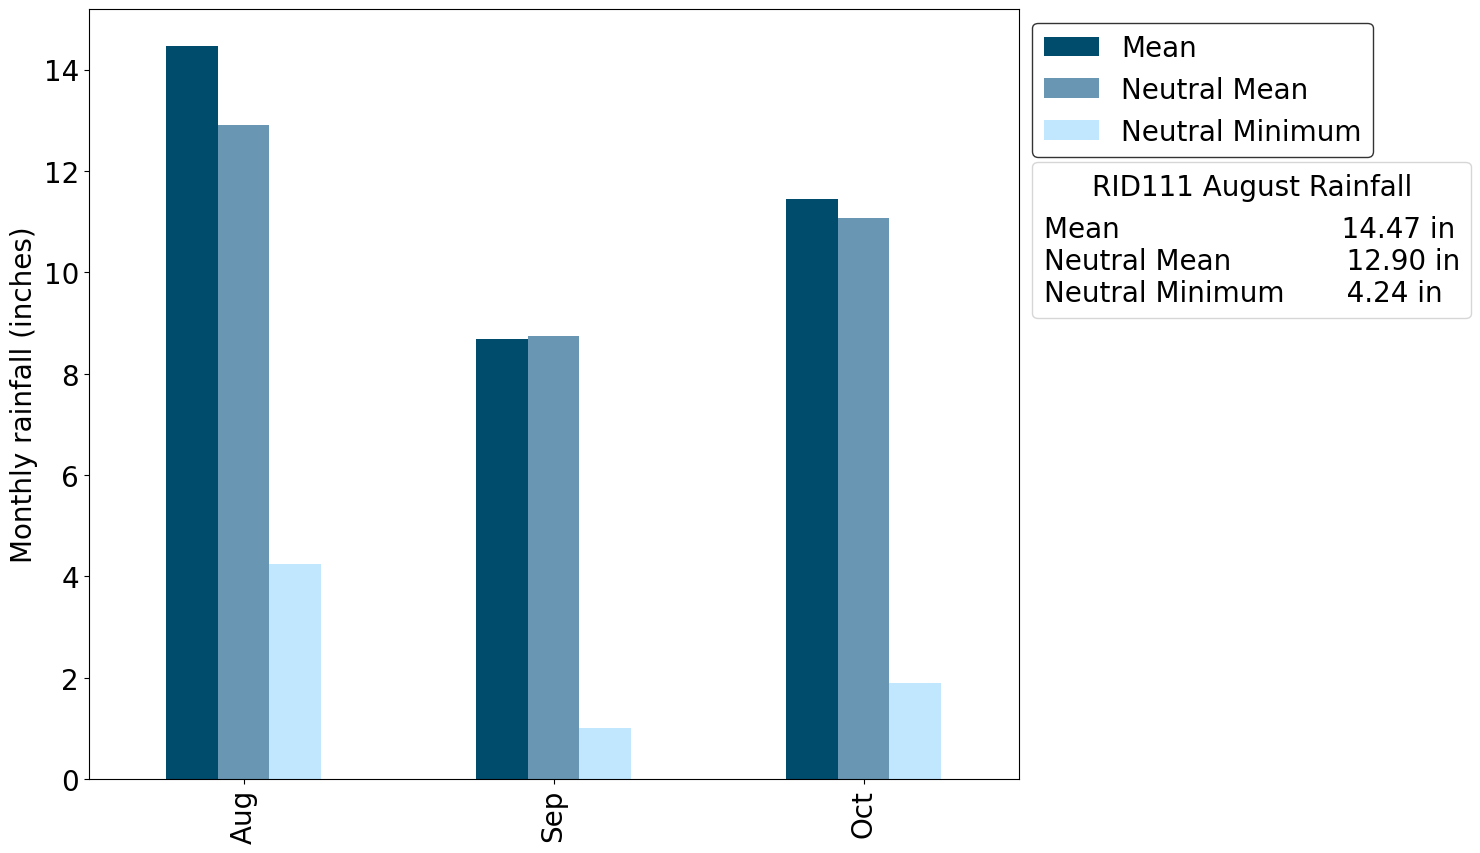 Monthly rainfall (inches)
14
12
10
8
6
4
2
0
Aug
Sep
Oct
Mean
Neutral Mean
Neutral Minimum
RID111 August Rainfall
Mean 14.47 in
Neutral Mean 12.90 in
Neutral Minimum 4.24 in